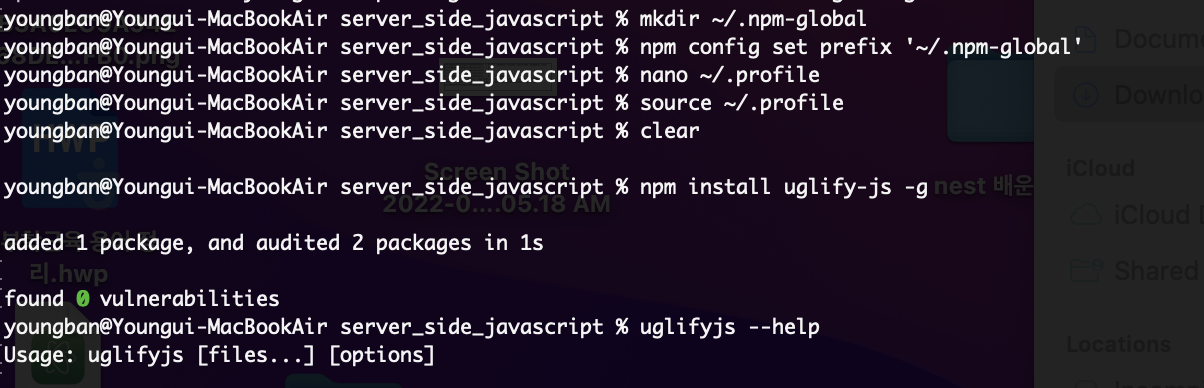 youngban@Youngui-MacBookAir server_side_javascript % mkdir ~/.npm-global
youngban@Youngui-MacBookAir server_side_javascript % npm config set prefix '~/.npm-global'
youngban@Youngui-MacBookAir server_side_javascript % nano ~/.profile
youngban@Youngui-MacBookAir server_side_javascript % source ~/.profile
youngban@Youngui-MacBookAir server_side_javascript % clear
youngban@Youngui-MacBookAir server_side_javascript % npm install uglify-js -g
added 1 package, and audited 2 packages in 1s
found 0 vulnerabilities
youngban@Youngui-MacBookAir server_side_javascript % uglifyjs --help
Usage: uglifyjs [files...] [options]
HWP
Screen Shot
2022-0....05.18 AM
nest 배운
리.hwp
Docume
Downlo
iCloud
iCloud
Shared
Locations